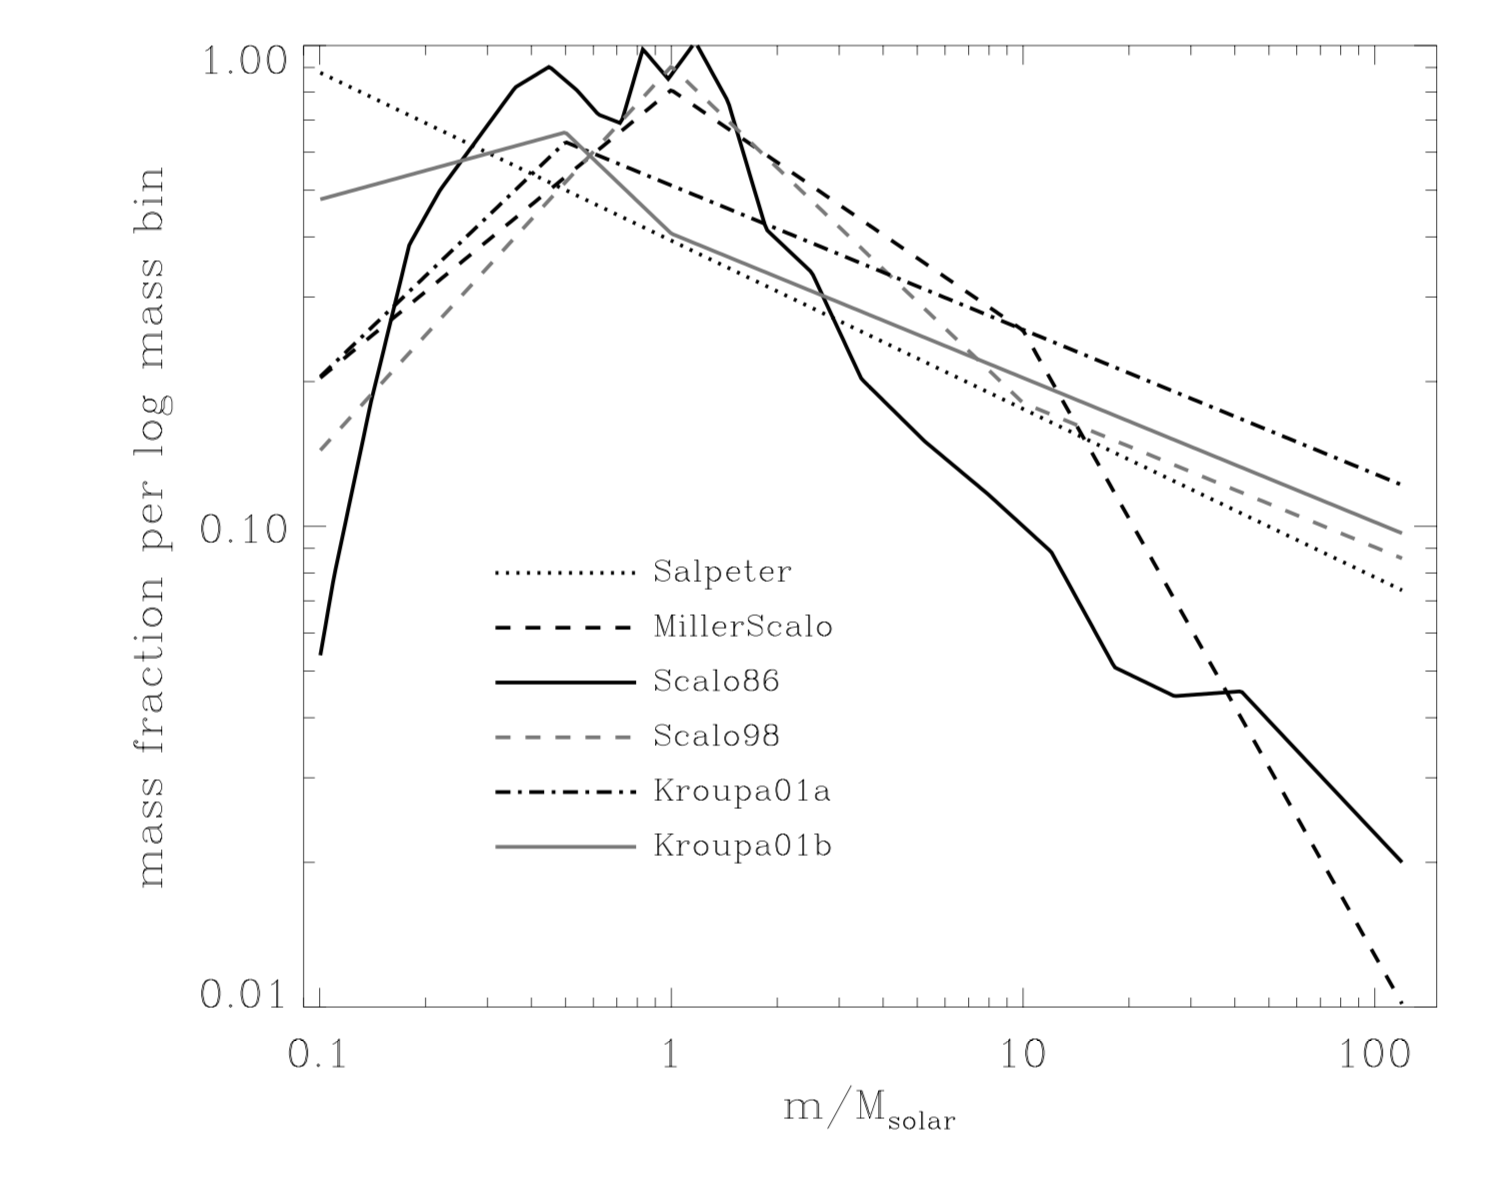 1.00
0.10
0.01
mass fraction per log mass bin
Salpeter
MillerScalo
Scalo86
Scalo98
Kroupa01a
Kroupa01b
0.1 1 10 100
m/M_solar